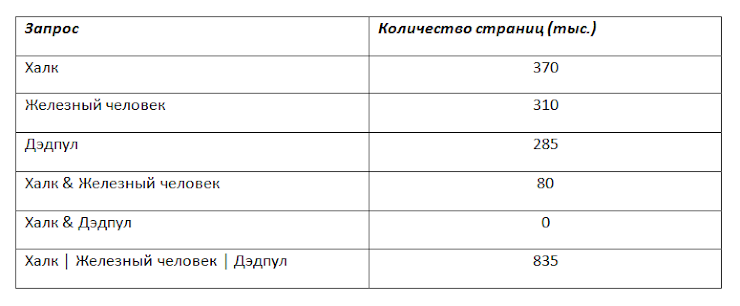 Запрос Количество страниц (тыс.)
Халк 370
Железный человек 310
Дэдпул 285
Халк & Железный человек 80
Халк & Дэдпул 0
Халк | Железный человек | Дэдпул 835